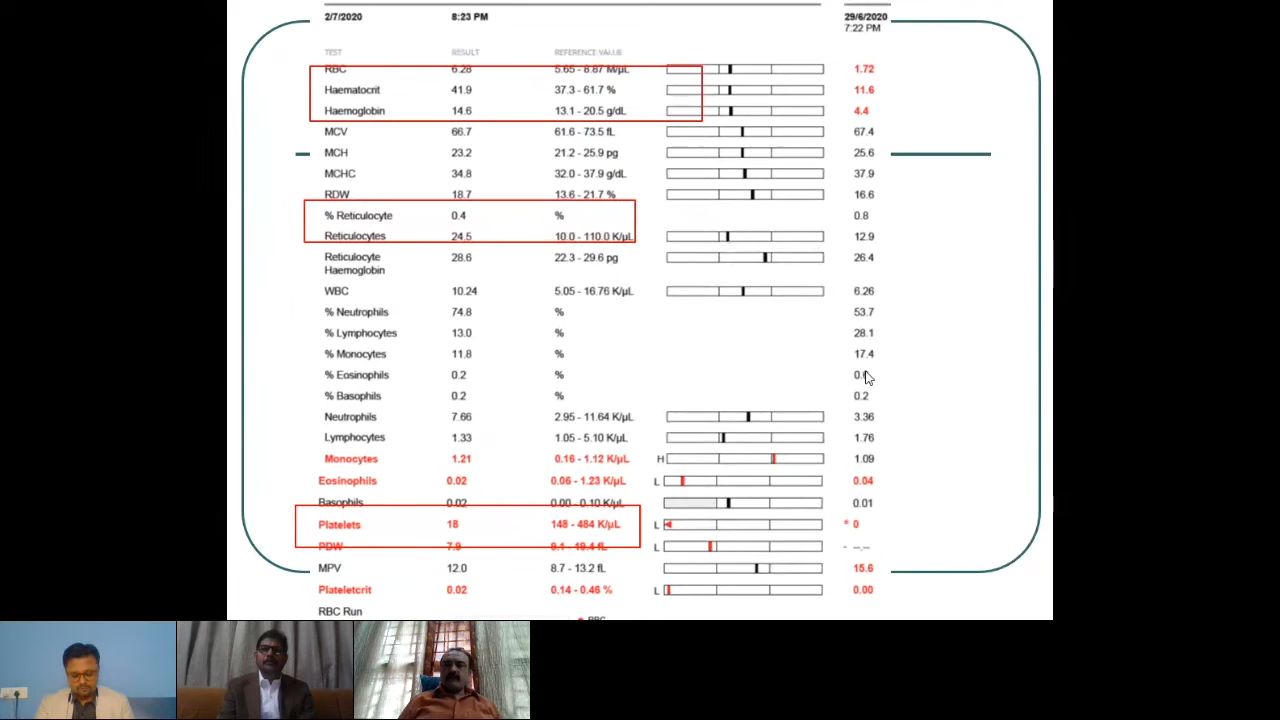 2/7/2020 8:23 PM 29/6/2020
7:22 PM
TEST RESULT REFERENCE VALUE
RBC 6.28 5.65 - 8.87 M/µL 1.72
Haematocrit 41.9 37.3 - 61.7 % 11.6
Haemoglobin 14.6 13.1 - 20.5 g/dL 4.4
MCV 66.7 61.6 - 73.5 fL 67.4
MCH 23.2 21.2 - 25.9 pg 25.6
MCHC 34.8 32.0 - 37.9 g/dL 37.9
RDW 18.7 13.6 - 21.7 % 16.6
% Reticulocyte 0.4 % 0.8
Reticulocytes 24.5 10.0 - 110.0 K/µL 12.9
Reticulocyte 28.6 22.3 - 29.6 pg 26.4
Haemoglobin
WBC 10.24 5.05 - 16.76 K/µL 6.26
% Neutrophils 74.8 % 53.7
% Lymphocytes 13.0 % 28.1
% Monocytes 11.8 % 17.4
% Eosinophils 0.2 %
% Basophils 0.2 % 0.2
Neutrophils 7.66 2.95 - 11.64 K/µL 3.36
Lymphocytes 1.33 1.05 - 5.10 K/µL 1.76
Monocytes 1.21 0.16 - 1.12 K/µL H 1.09
Eosinophils 0.02 0.06 - 1.23 K/µL L 0.04
Basophils 0.02 0.00 - 0.10 K/µL 0.01
Platelets 18 148 - 484 K/µL L * 0
PDW 7.9 9.1 - 19.4 fL L - --.--
MPV 12.0 8.7 - 13.2 fL 15.6
Plateletcrit 0.02 0.14 - 0.46 % L 0.00
RBC Run